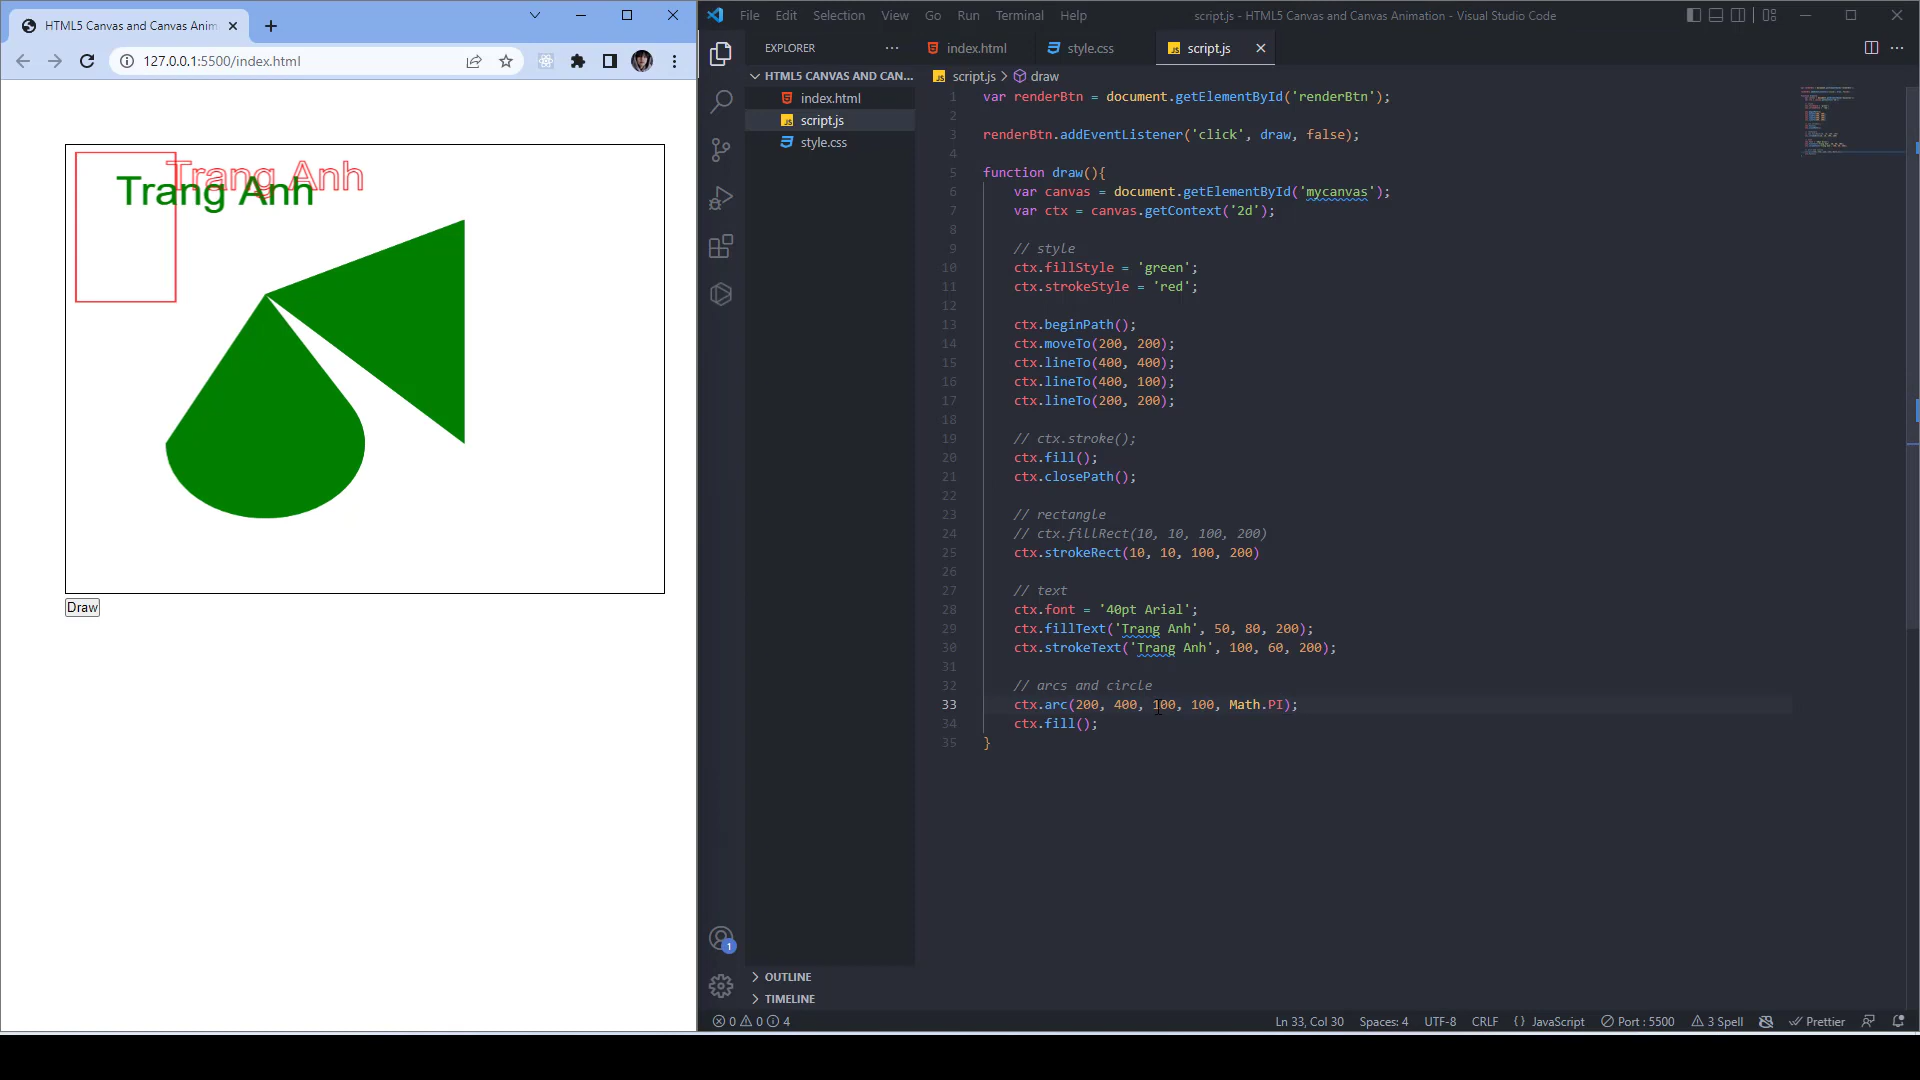 HTML5 Canvas and Canvas Anim
127.0.0.1:5500/index.html
Trang Anh
Trang Anh
Draw
File Edit Selection View Go Run Terminal Help
script.js - HTML5 Canvas and Canvas Animation - Visual Studio Code
EXPLORER
index.html style.css script.js
HTML5 CANVAS AND CAN...
script.js > draw
index.html
script.js
style.css
1 var renderBtn = document.getElementById('renderBtn');
2
3 renderBtn.addEventListener('click', draw, false);
4
5 function draw(){
6 var canvas = document.getElementById('mycanvas');
7 var ctx = canvas.getContext('2d');
8
9 // style
10 ctx.fillStyle = 'green';
11 ctx.strokeStyle = 'red';
12
13 ctx.beginPath();
14 ctx.moveTo(200, 200);
15 ctx.lineTo(400, 400);
16 ctx.lineTo(400, 100);
17 ctx.lineTo(200, 200);
18
19 // ctx.stroke();
20 ctx.fill();
21 ctx.closePath();
22
23 // rectangle
24 // ctx.fillRect(10, 10, 100, 200)
25 ctx.strokeRect(10, 10, 100, 200)
26
27 // text
28 ctx.font = '40pt Arial';
29 ctx.fillText('Trang Anh', 50, 80, 200);
30 ctx.strokeText('Trang Anh', 100, 60, 200);
31
32 // arcs and circle
33 ctx.arc(200, 400, 100, 100, Math.PI);
34 ctx.fill();
35 }
1
OUTLINE
TIMELINE
0 0 4
Ln 33, Col 30 Spaces: 4 UTF-8 CRLF {} JavaScript Port : 5500 3 Spell Prettier